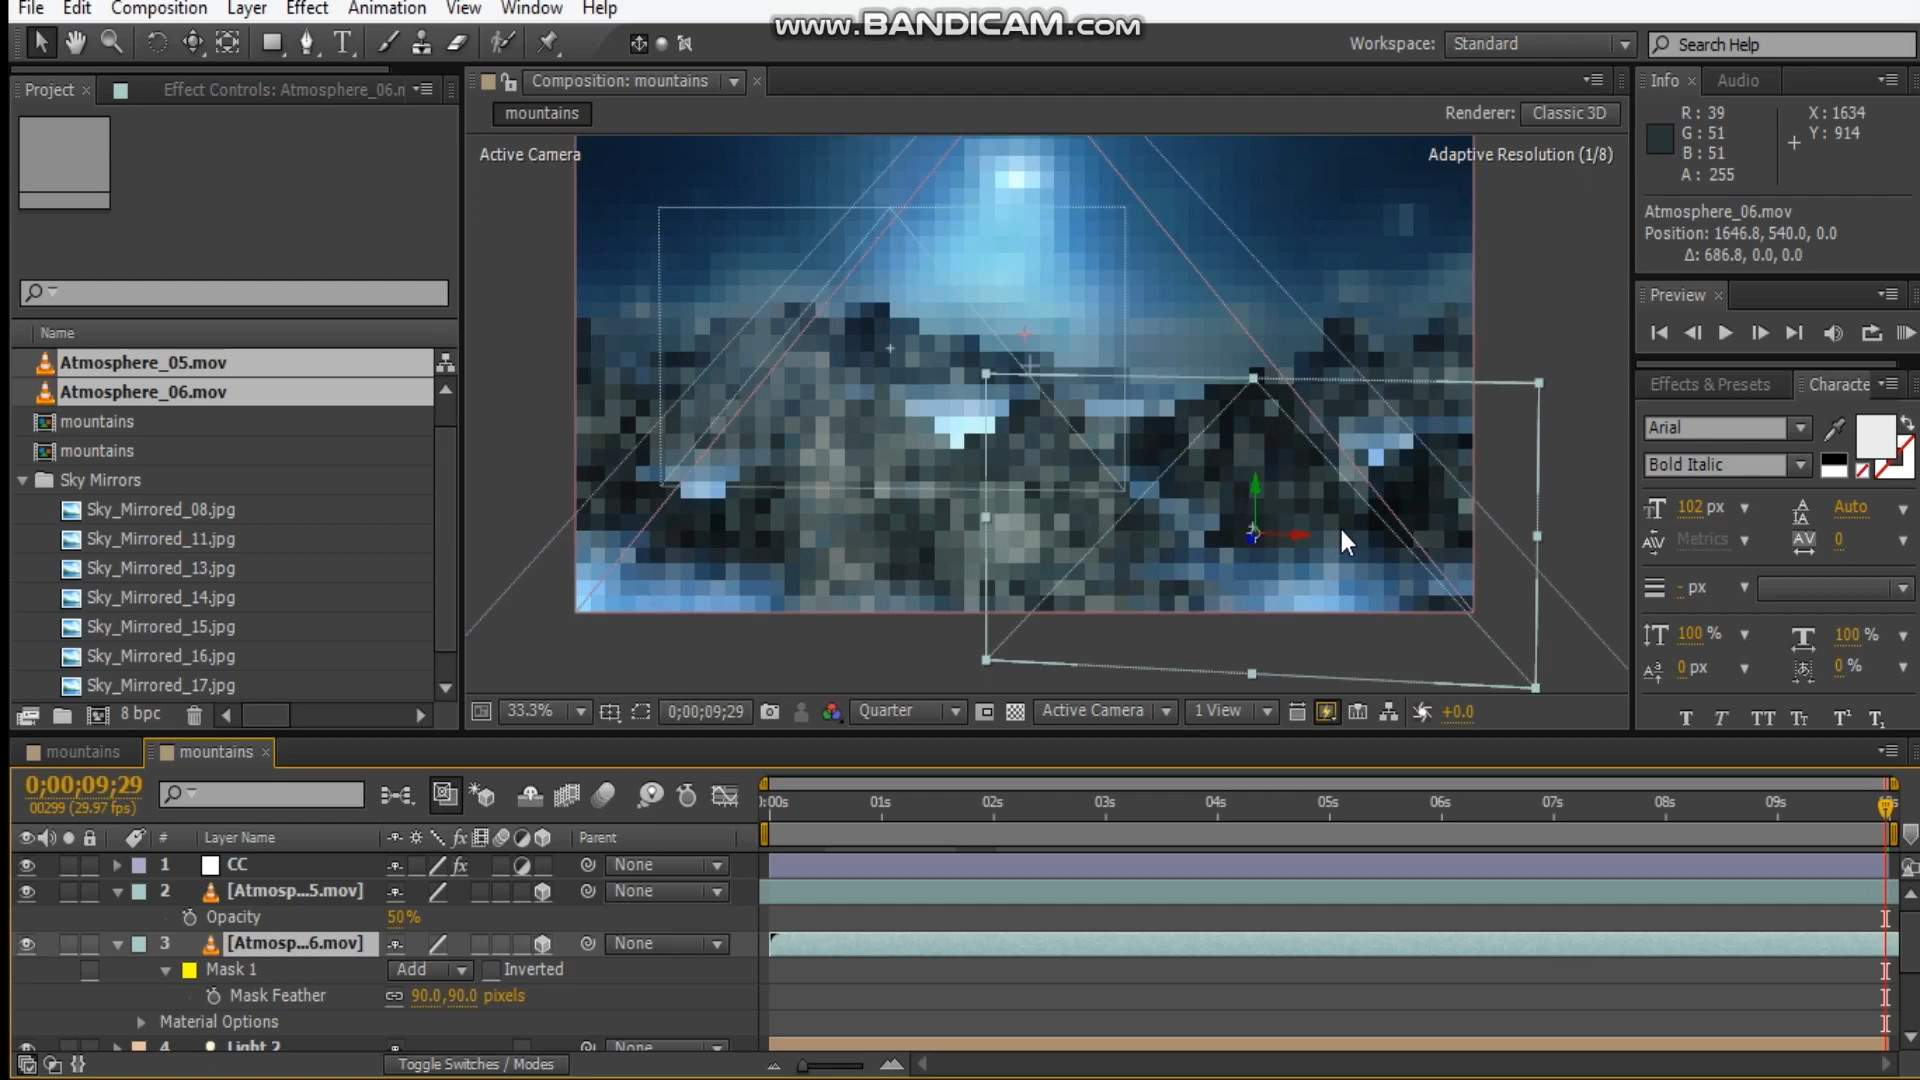 File Edit Composition Layer Effect Animation View Window Help
www.BANDICAM.com
Workspace: Standard
Search Help
Project × Effect Controls: Atmosphere_06.m
Composition: mountains ×
Info × Audio
mountains
Renderer: Classic 3D
Active Camera
Adaptive Resolution (1/8)
R : 39
G : 51
B : 51
A : 255
X : 1634
Y : 914
Atmosphere_06.mov
Position: 1646.8, 540.0, 0.0
Δ: 686.8, 0.0, 0.0
Preview ×
Name
Atmosphere_05.mov
Atmosphere_06.mov
mountains
mountains
Sky Mirrors
Sky_Mirrored_08.jpg
Sky_Mirrored_11.jpg
Sky_Mirrored_13.jpg
Sky_Mirrored_14.jpg
Sky_Mirrored_15.jpg
Sky_Mirrored_16.jpg
Sky_Mirrored_17.jpg
8 bpc
Effects & Presets Characte
Arial
Bold Italic
102 px Auto
Metrics 0
- px
100 % 100 %
0 px 0 %
T T TT Tt T¹ T₁
33.3% 0;00;09;29 Quarter Active Camera 1 View +0.0
mountains mountains ×
0;00;09;29
00299 (29.97 fps)
:00s 01s 02s 03s 04s 05s 06s 07s 08s 09s
# Layer Name Parent
1 CC None
2 [Atmosp...5.mov] None
Opacity 50%
3 [Atmosp...6.mov] None
Mask 1 Add Inverted
Mask Feather 90.0,90.0 pixels
Material Options
4 Light 2 None
Toggle Switches / Modes